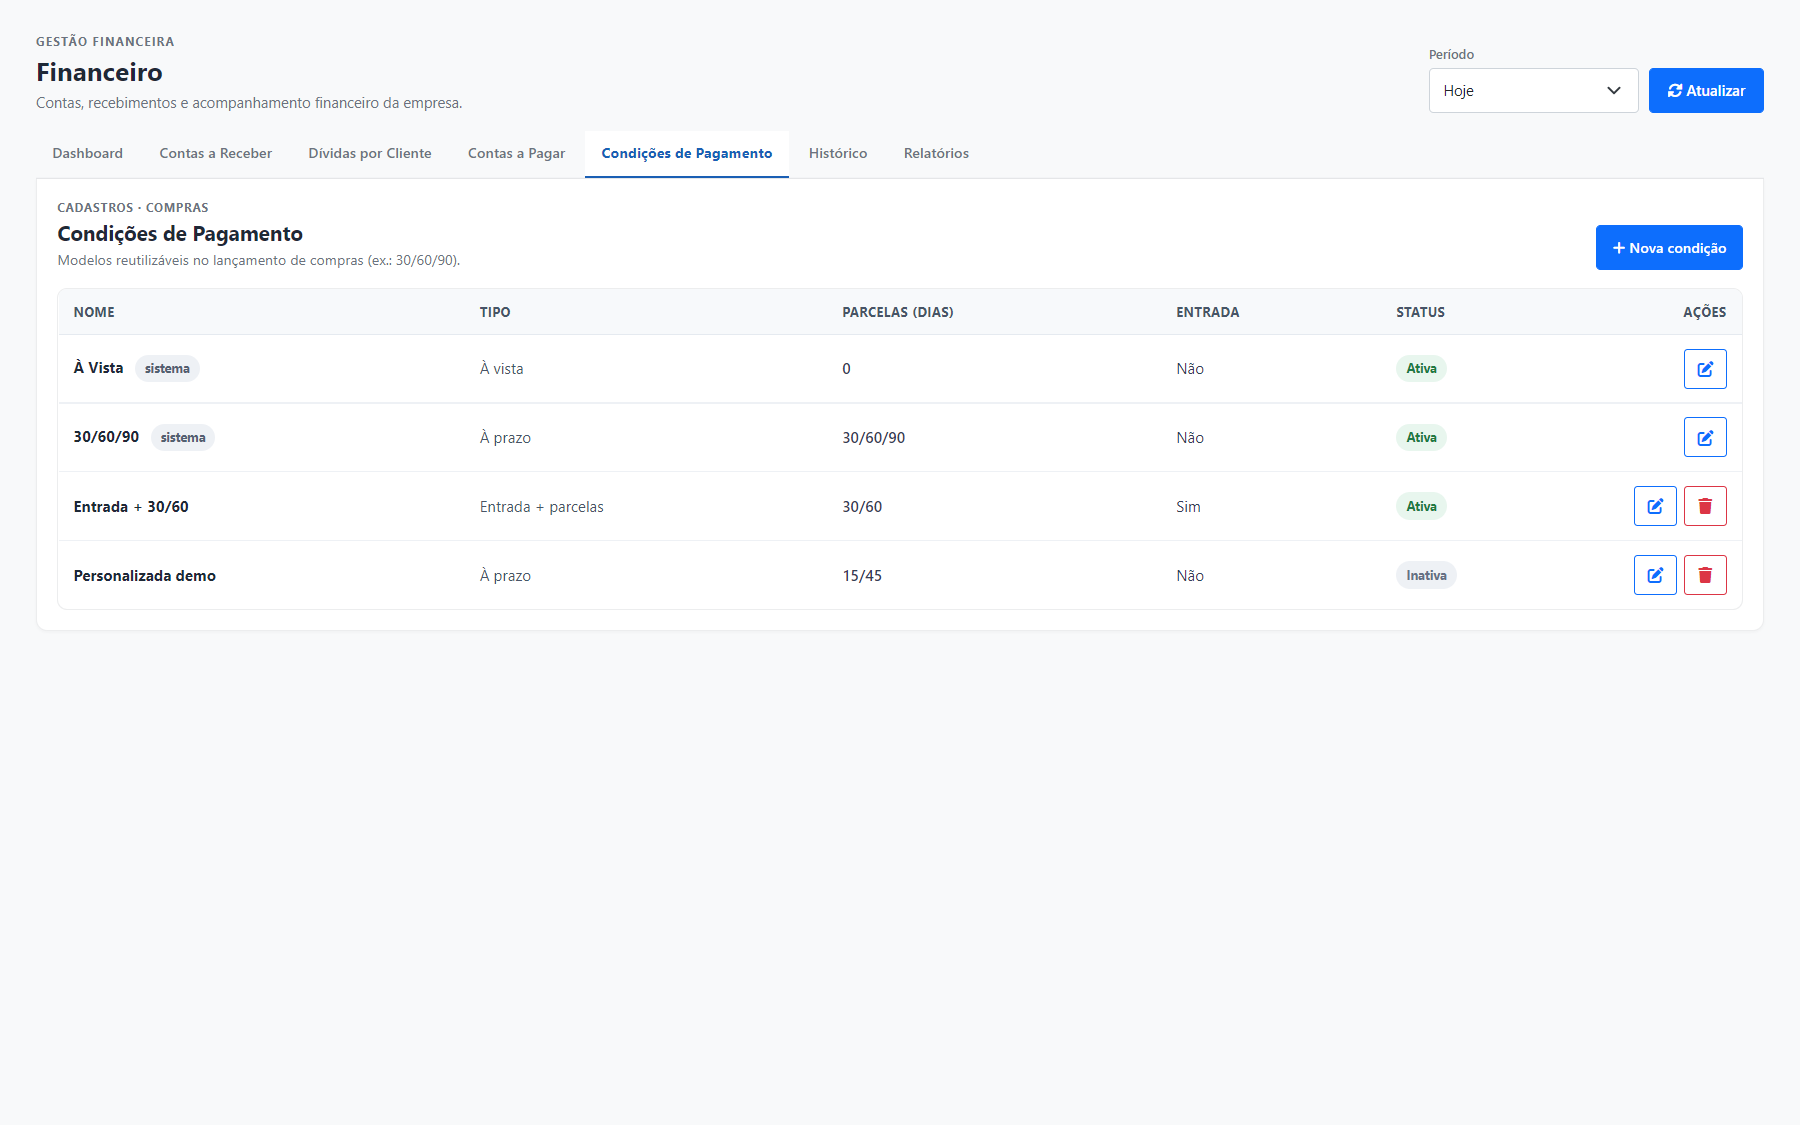 GESTÃO FINANCEIRA
Financeiro
Contas, recebimentos e acompanhamento financeiro da empresa.
Período
Hoje
Atualizar
Dashboard Contas a Receber Dívidas por Cliente Contas a Pagar Condições de Pagamento Histórico Relatórios
CADASTROS · COMPRAS
Condições de Pagamento
Modelos reutilizáveis no lançamento de compras (ex.: 30/60/90).
+ Nova condição
NOME TIPO PARCELAS (DIAS) ENTRADA STATUS AÇÕES
À Vista sistema À vista 0 Não Ativa
30/60/90 sistema À prazo 30/60/90 Não Ativa
Entrada + 30/60 Entrada + parcelas 30/60 Sim Ativa
Personalizada demo À prazo 15/45 Não Inativa